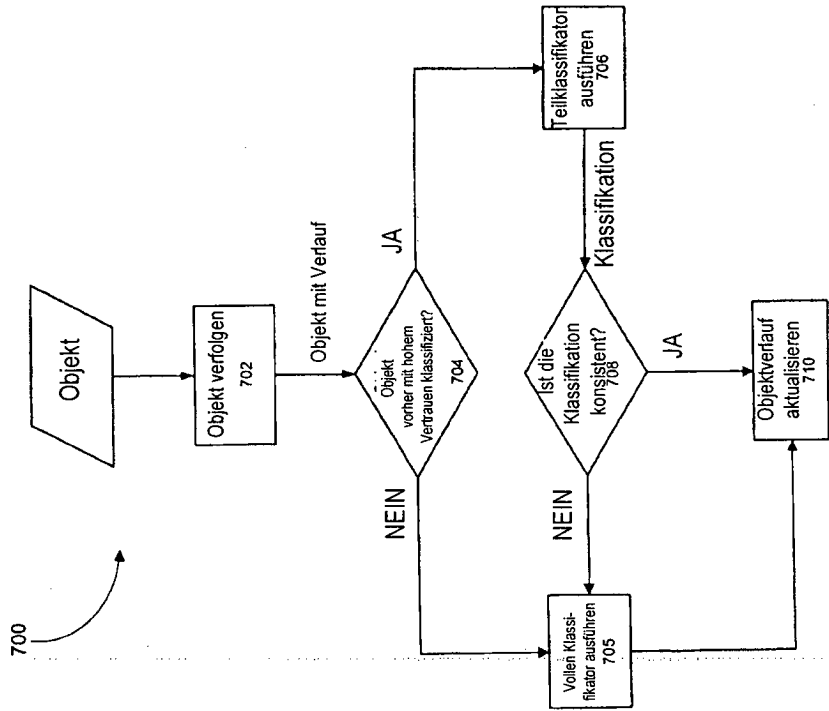 700
Objekt
Objekt verfolgen
702
Objekt mit Verlauf
Objekt
vorher mit hohem
Vertrauen klassifiziert?
704
NEIN
JA
Teilklassifikator
ausführen
706
Klassifikation
Ist die
Klassifikation
konsistent?
708
NEIN
JA
Vollen Klassi-
fikator ausführen
705
Objektverlauf
aktualisieren
710